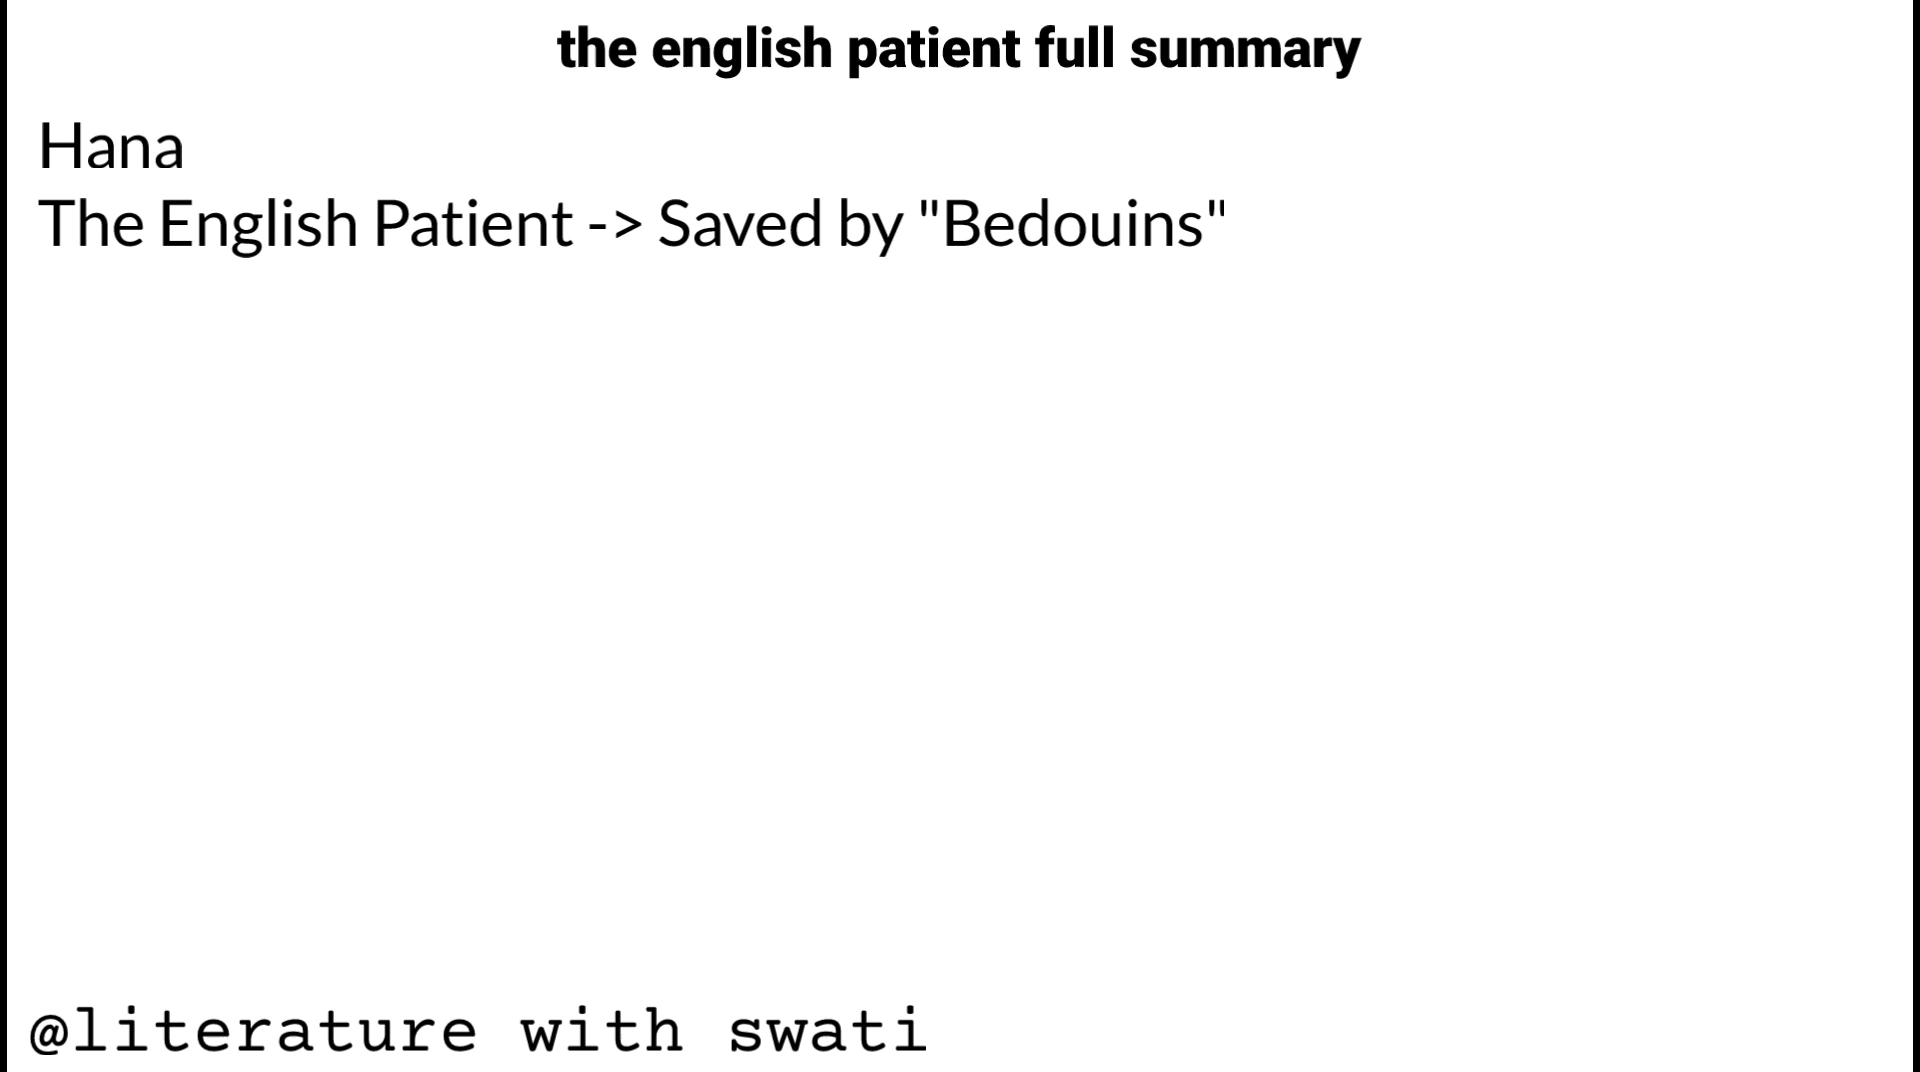 the english patient full summary
Hana
The English Patient -> Saved by "Bedouins"
@literature with swati